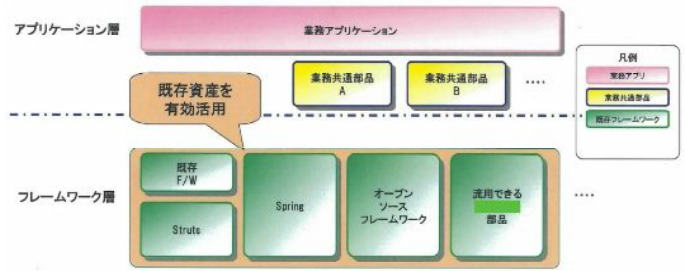 アプリケーション層
業務アプリケーション
業務共通部品
A
業務共通部品
B
‥‥
凡例
業務アプリ
業務共通部品
既存フレームワーク
既存資産を
有効活用
フレームワーク層
既存
F/W
Struts
Spring
オープン
ソース
フレームワーク
流用できる
部品
‥‥